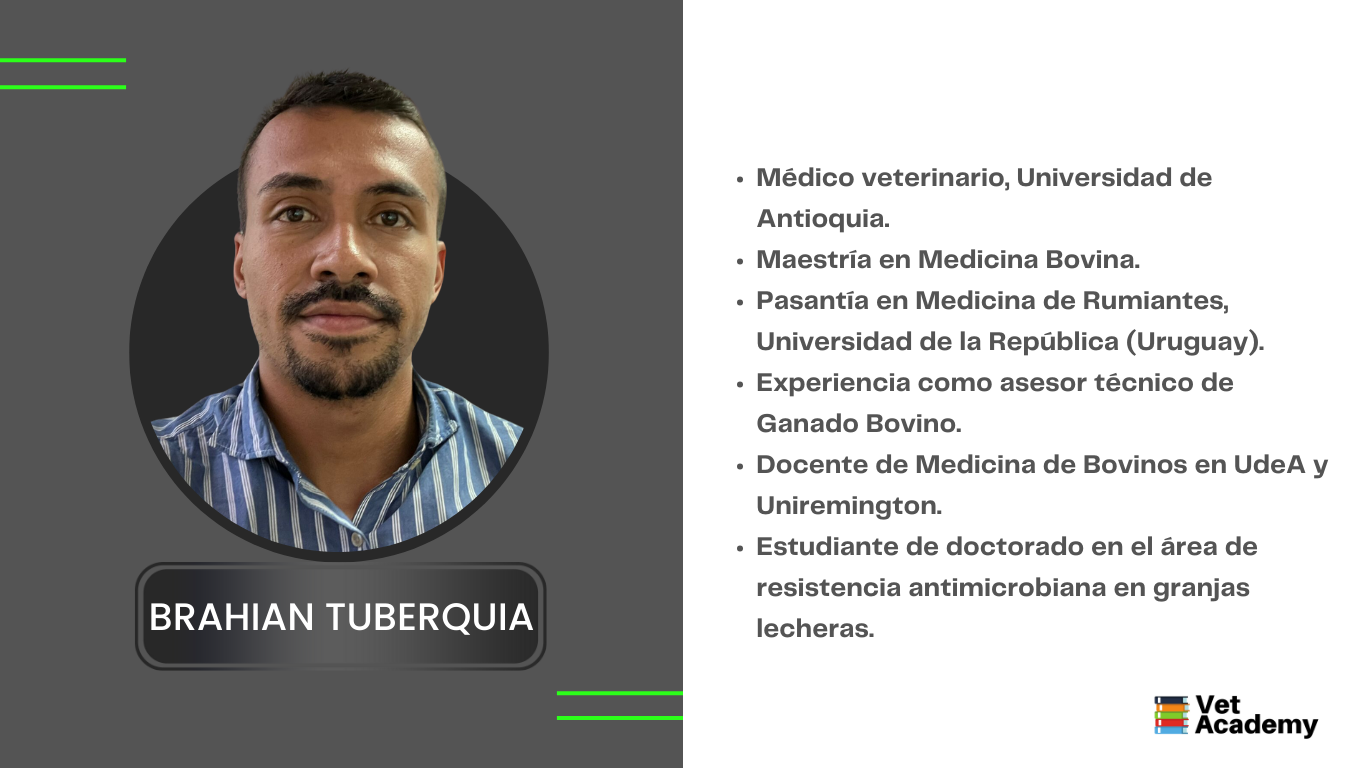 BRAHIAN TUBERQUIA
• Médico veterinario, Universidad de
Antioquia.
• Maestría en Medicina Bovina.
• Pasantía en Medicina de Rumiantes,
Universidad de la República (Uruguay).
• Experiencia como asesor técnico de
Ganado Bovino.
• Docente de Medicina de Bovinos en UdeA y
Uniremington.
• Estudiante de doctorado en el área de
resistencia antimicrobiana en granjas
lecheras.
Vet
Academy